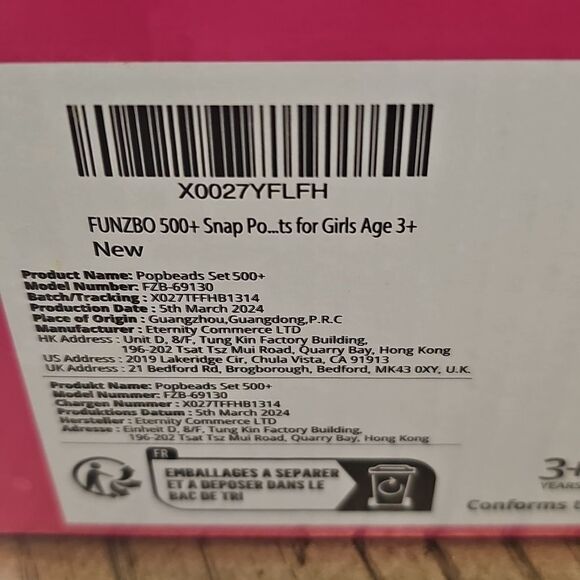 X0027YFLFH
FUNZBO 500+ Snap Po...ts for Girls Age 3+
New
Product Name: Popbeads Set 500+
Model Number: FZB-69130
Batch/Tracking : X027TFFHB1314
Production Date : 5th March 2024
Place of Origin : Guangzhou,Guangdong,P.R.C
Manufacturer : Eternity Commerce LTD
HK Address : Unit D, 8/F, Tung Kin Factory Building,
196-202 Tsat Tsz Mui Road, Quarry Bay, Hong Kong
US Address : 2019 Lakeridge Cir, Chula Vista, CA 91913
UK Address : 21 Bedford Rd, Brogborough, Bedford, MK43 0XY, U.K.
Produkt Name: Popbeads Set 500+
Model Nummer: FZB-69130
Chargen Nummer : X027TFFHB1314
Produktions Datum : 5th March 2024
Hersteller : Eternity Commerce LTD
Adresse : Einheit D, 8/F, Tung Kin Factory Building,
196-202 Tsat Tsz Mui Road, Quarry Bay, Hong Kong
FR
EMBALLAGES A SEPARER
ET A DEPOSER DANS LE
BAC DE TRI
3+
YEARS
Conforms